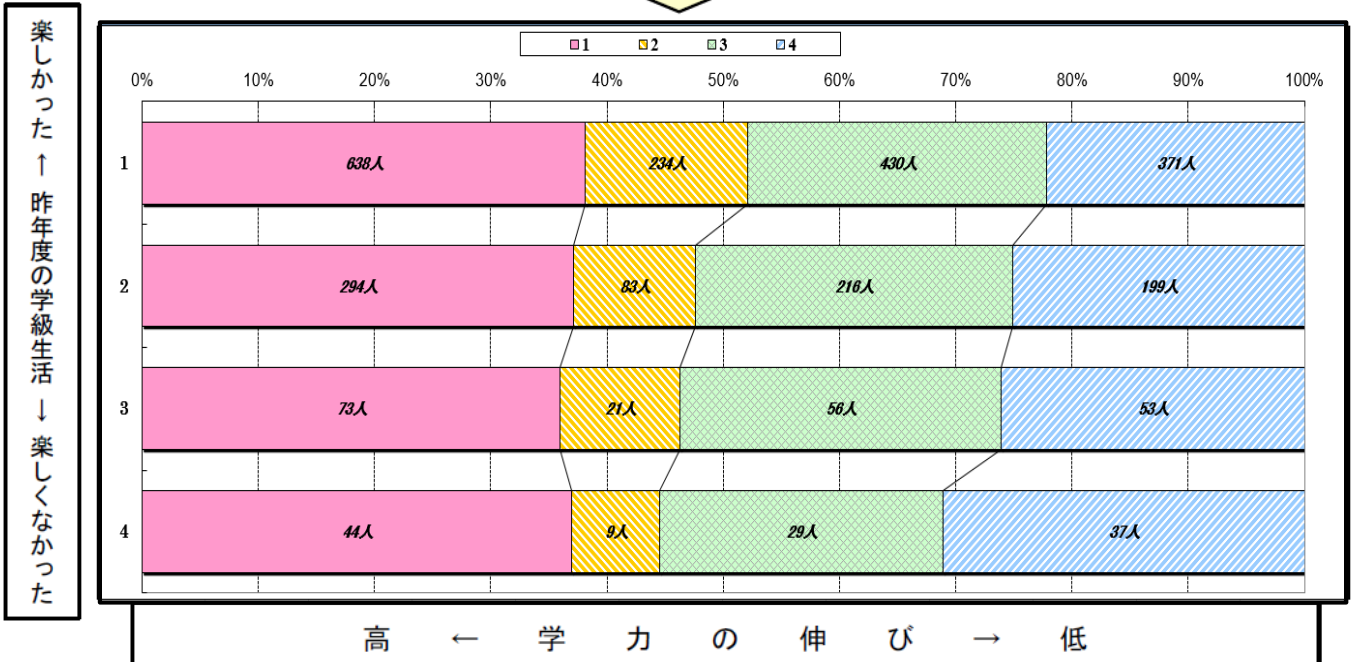 楽しかった ↑ 昨年度の学級生活 ↓ 楽しくなかった
1 2 3 4
0% 10% 20% 30% 40% 50% 60% 70% 80% 90% 100%
1 638人 234人 430人 371人
2 294人 83人 216人 199人
3 73人 21人 56人 53人
4 44人 9人 29人 37人
高 ← 学 力 の 伸 び → 低